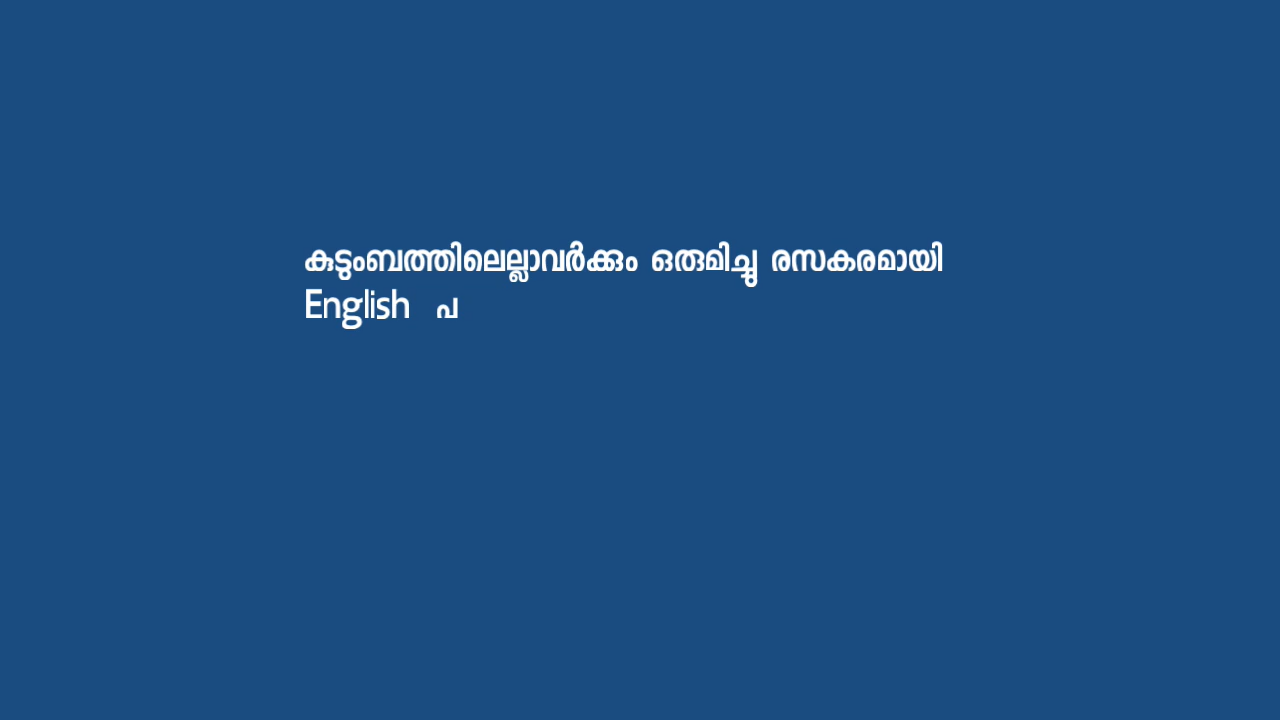 കുടുംബത്തിലെല്ലാവർക്കും ഒരുമിച്ചു രസകരമായി
English പ